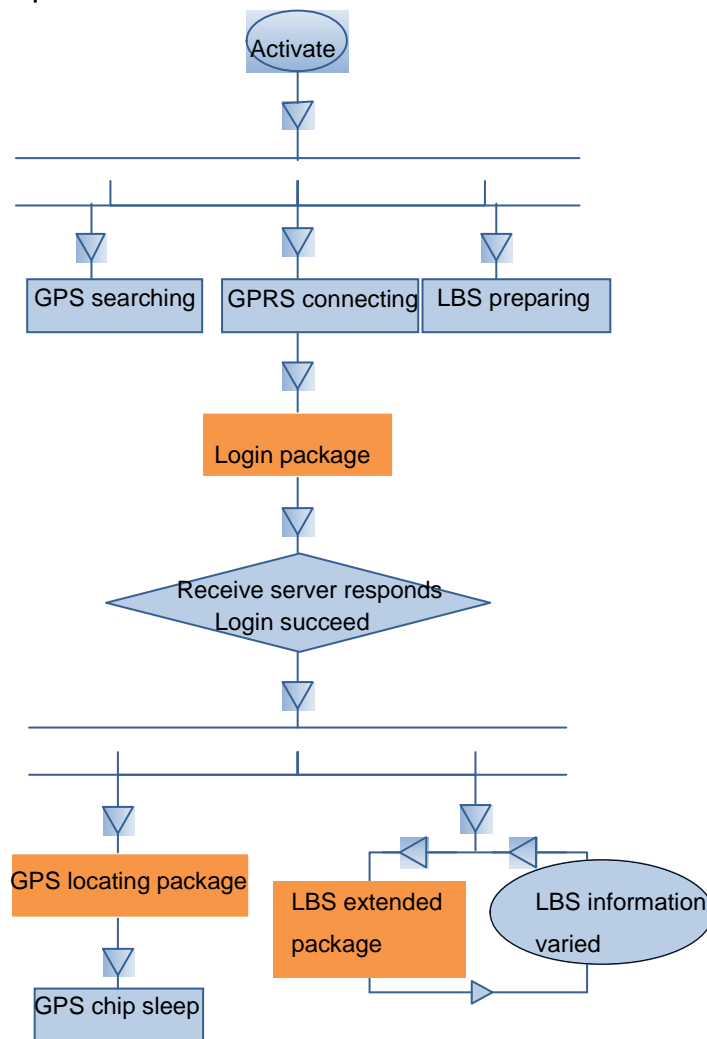 Activate
GPS searching
GPRS connecting
LBS preparing
Login package
Receive server responds
Login succeed
GPS locating package
LBS extended
package
LBS information
varied
GPS chip sleep